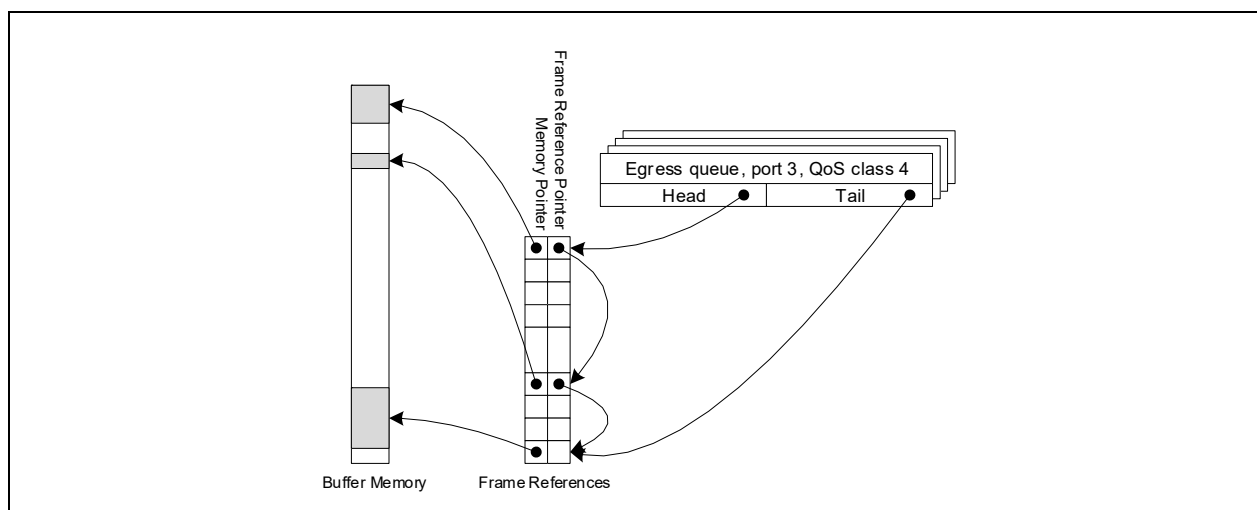 Frame Reference Pointer
Memory Pointer
Egress queue, port 3, QoS class 4
Head
Tail
Buffer Memory
Frame References